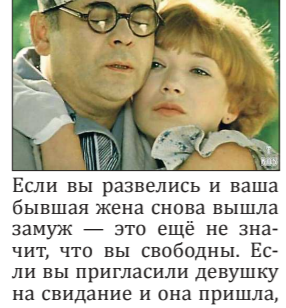 Если вы развелись и ваша
бывшая жена снова вышла
замуж — это ещё не зна-
чит, что вы свободны. Ес-
ли вы пригласили девушку
на свидание и она пришла,